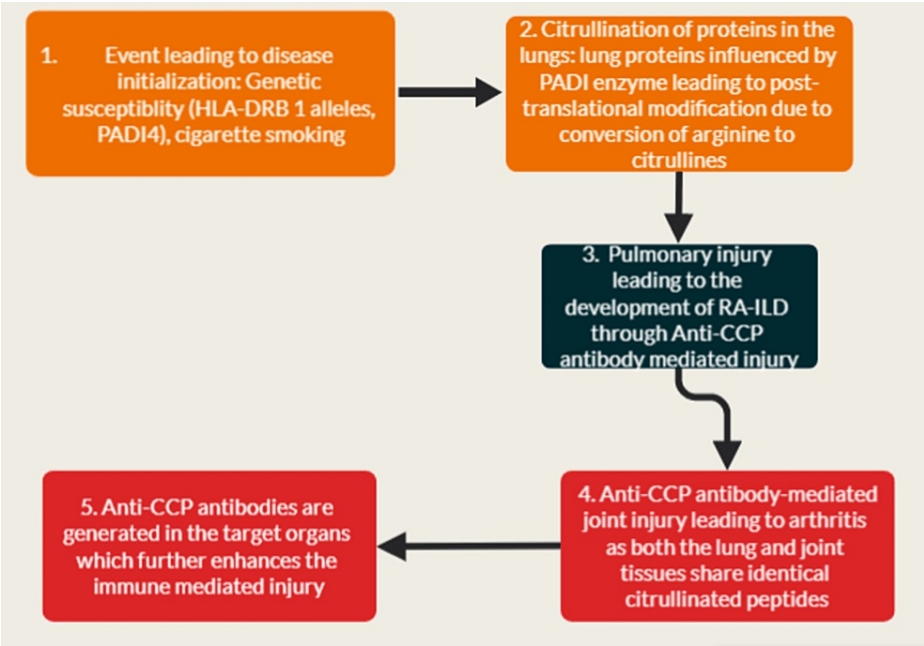 1. Event leading to disease
initialization: Genetic
susceptiblity (HLA-DRB 1 alleles,
PADI4), cigarette smoking
2. Citrullination of proteins in the
lungs: lung proteins influenced by
PADI enzyme leading to post-
translational modification due to
conversion of arginine to
citrullines
3. Pulmonary injury
leading to the
development of RA-ILD
through Anti-CCP
antibody mediated injury
4. Anti-CCP antibody-mediated
joint injury leading to arthritis
as both the lung and joint
tissues share identical
citrullinated peptides
5. Anti-CCP antibodies are
generated in the target organs
which further enhances the
immune mediated injury